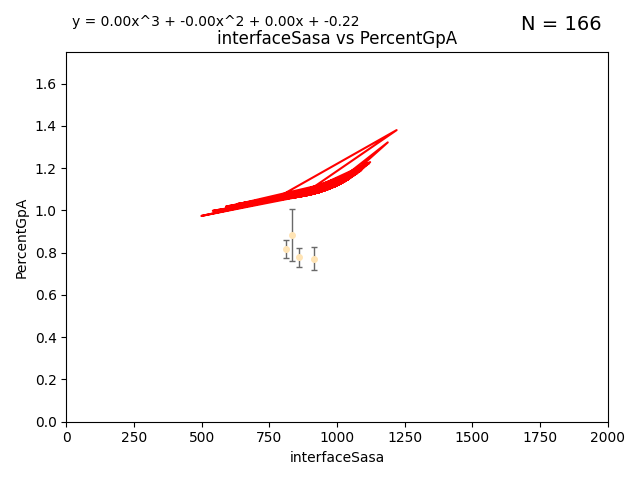 y = 0.00x^3 + -0.00x^2 + 0.00x + -0.22
N = 166
interfaceSasa vs PercentGpA
PercentGpA
1.6
1.4
1.2
1.0
0.8
0.6
0.4
0.2
0.0
0 250 500 750 1000 1250 1500 1750 2000
interfaceSasa